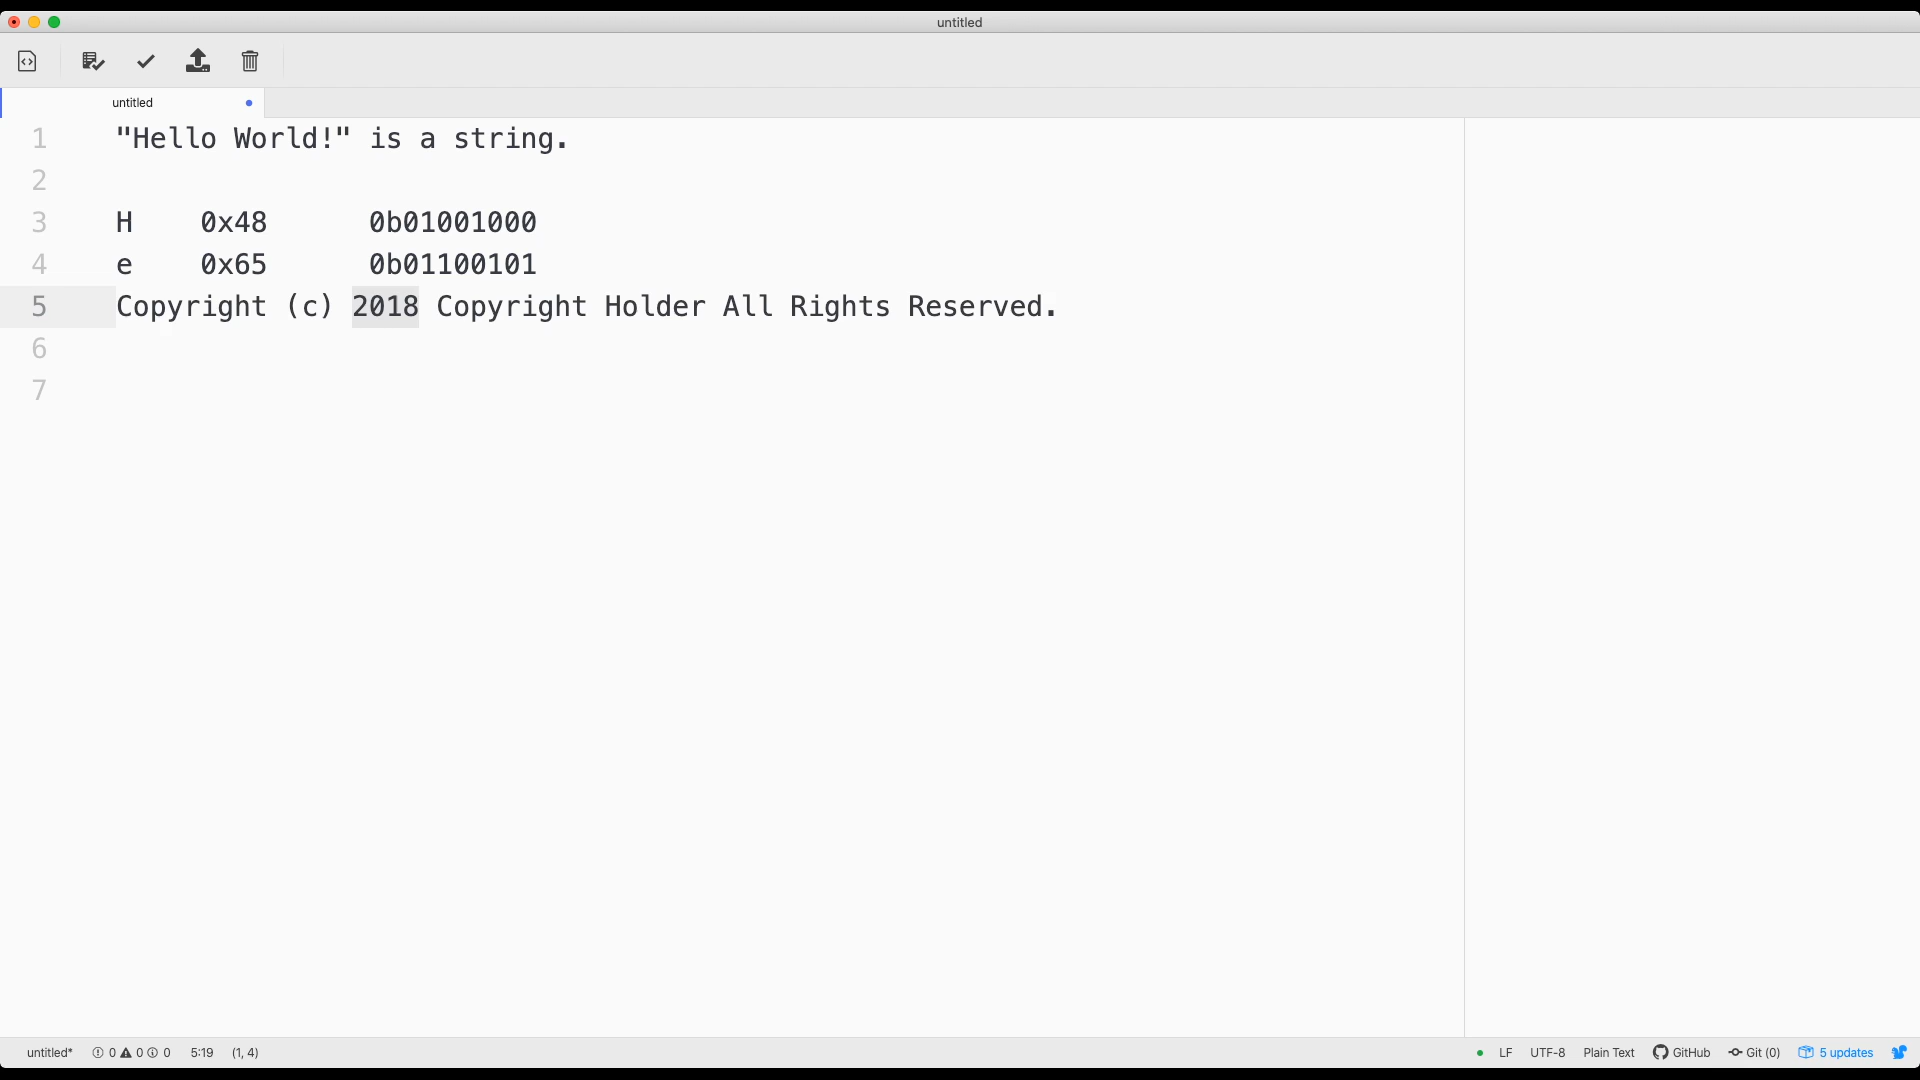 untitled
untitled
1 "Hello World!" is a string.
2
3 H    0x48      0b01001000
4 e    0x65      0b01100101
5 Copyright (c) 2018 Copyright Holder All Rights Reserved.
6
7
untitled* 0 0 0 5:19 (1, 4) LF UTF-8 Plain Text GitHub Git (0) 5 updates